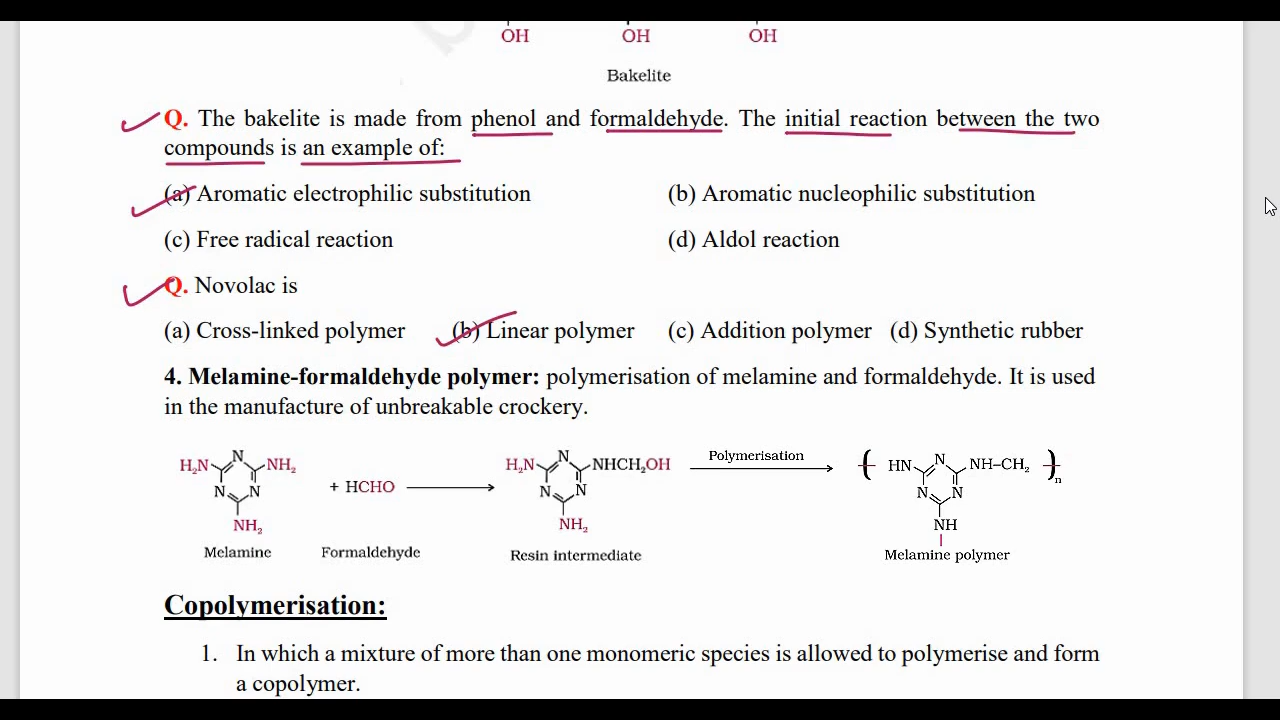 OH OH OH
Bakelite
Q. The bakelite is made from phenol and formaldehyde. The initial reaction between the two
compounds is an example of:
(a) Aromatic electrophilic substitution (b) Aromatic nucleophilic substitution
(c) Free radical reaction (d) Aldol reaction
Q. Novolac is
(a) Cross-linked polymer (b) Linear polymer (c) Addition polymer (d) Synthetic rubber
4. Melamine-formaldehyde polymer: polymerisation of melamine and formaldehyde. It is used
in the manufacture of unbreakable crockery.
H₂N N NH₂ N N NH₂ + HCHO H₂N N NHCH₂OH N N NH₂ Polymerisation ( HN N NH–CH₂ )n N N NH
Melamine Formaldehyde Resin intermediate Melamine polymer
Copolymerisation:
1. In which a mixture of more than one monomeric species is allowed to polymerise and form
a copolymer.